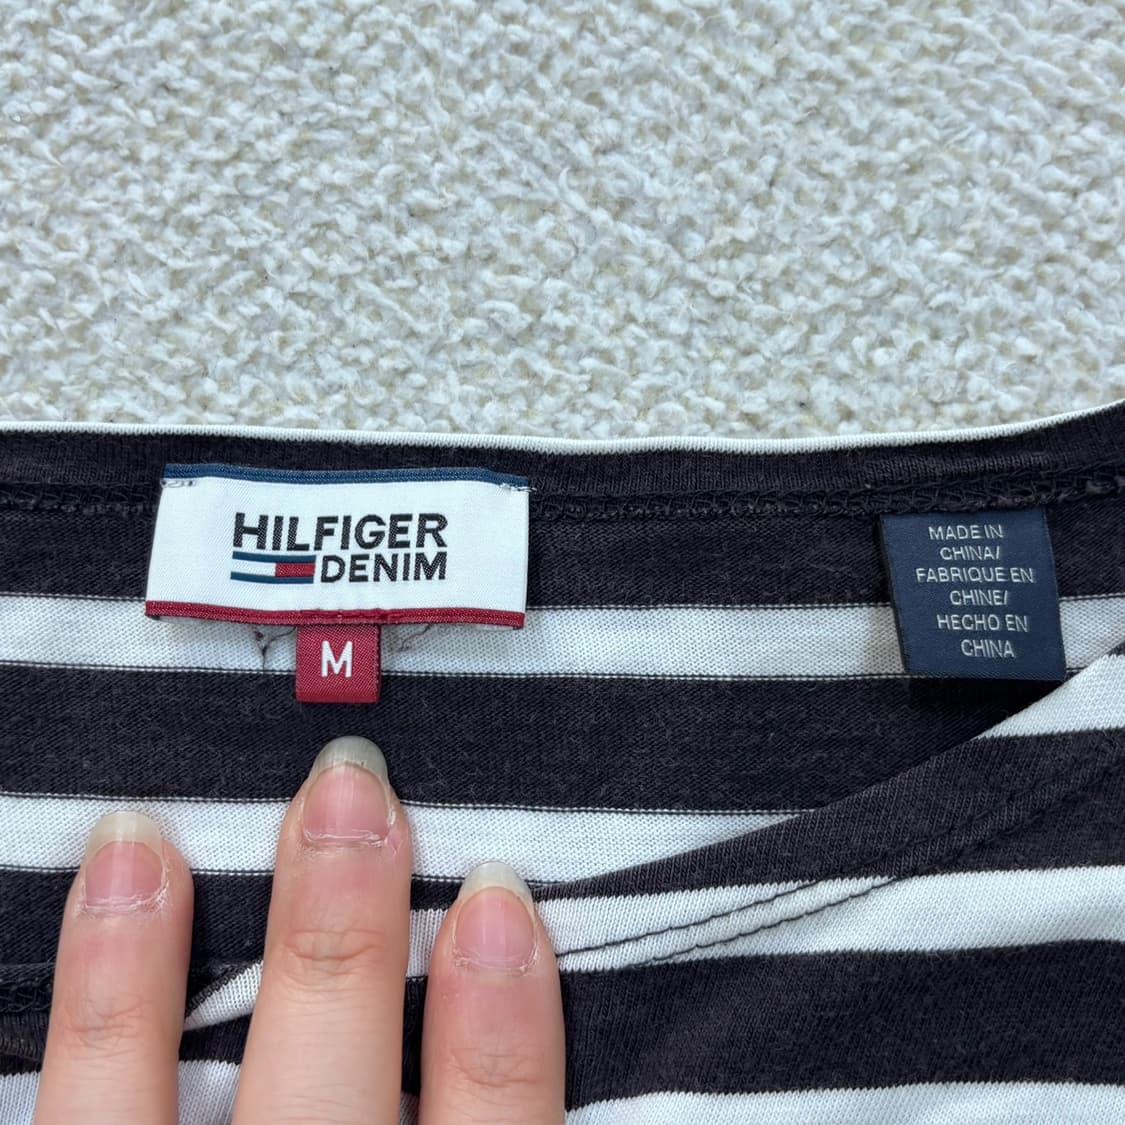 HILFIGER
DENIM
M
MADE IN
CHINA/
FABRIQUE EN
CHINE/
HECHO EN
CHINA